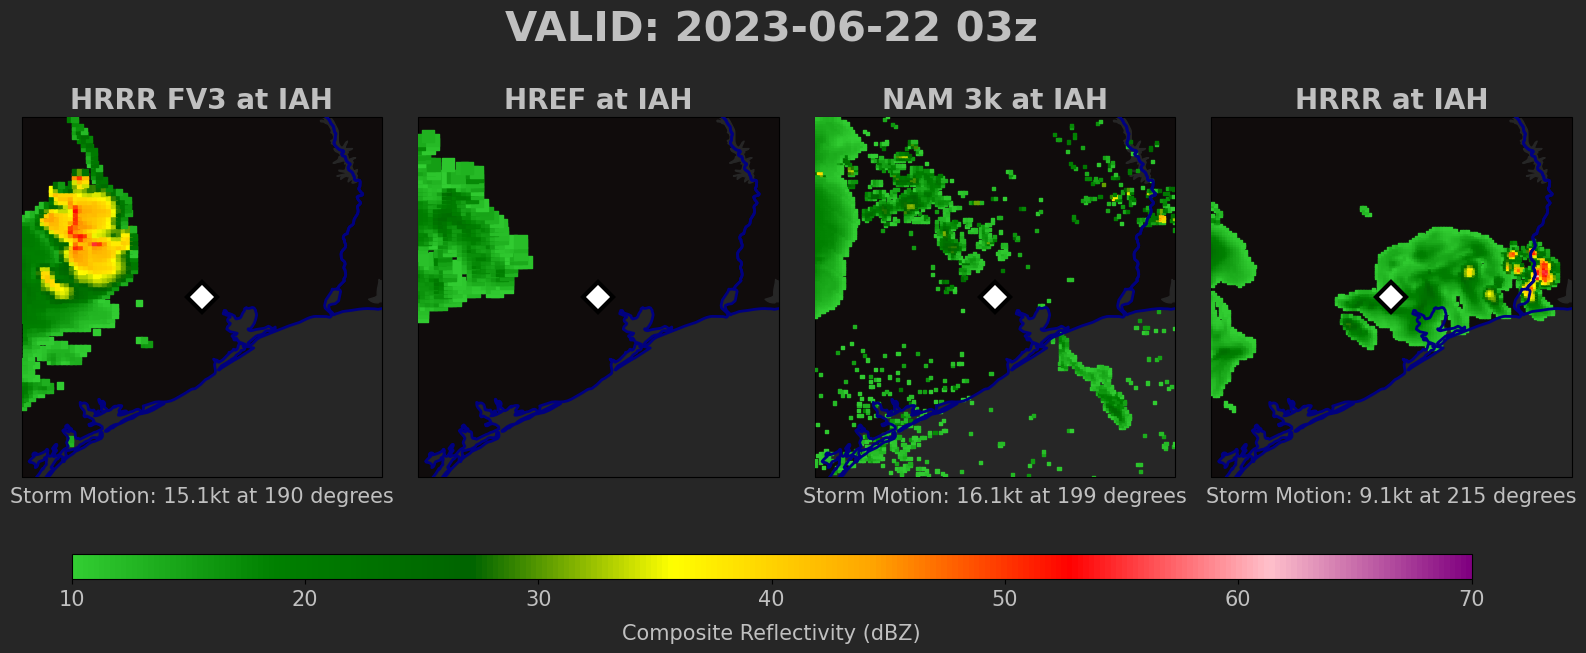 VALID: 2023-06-22 03z
HRRR FV3 at IAH
HREF at IAH
NAM 3k at IAH
HRRR at IAH
Storm Motion: 15.1kt at 190 degrees
Storm Motion: 16.1kt at 199 degrees
Storm Motion: 9.1kt at 215 degrees
10 20 30 40 50 60 70
Composite Reflectivity (dBZ)